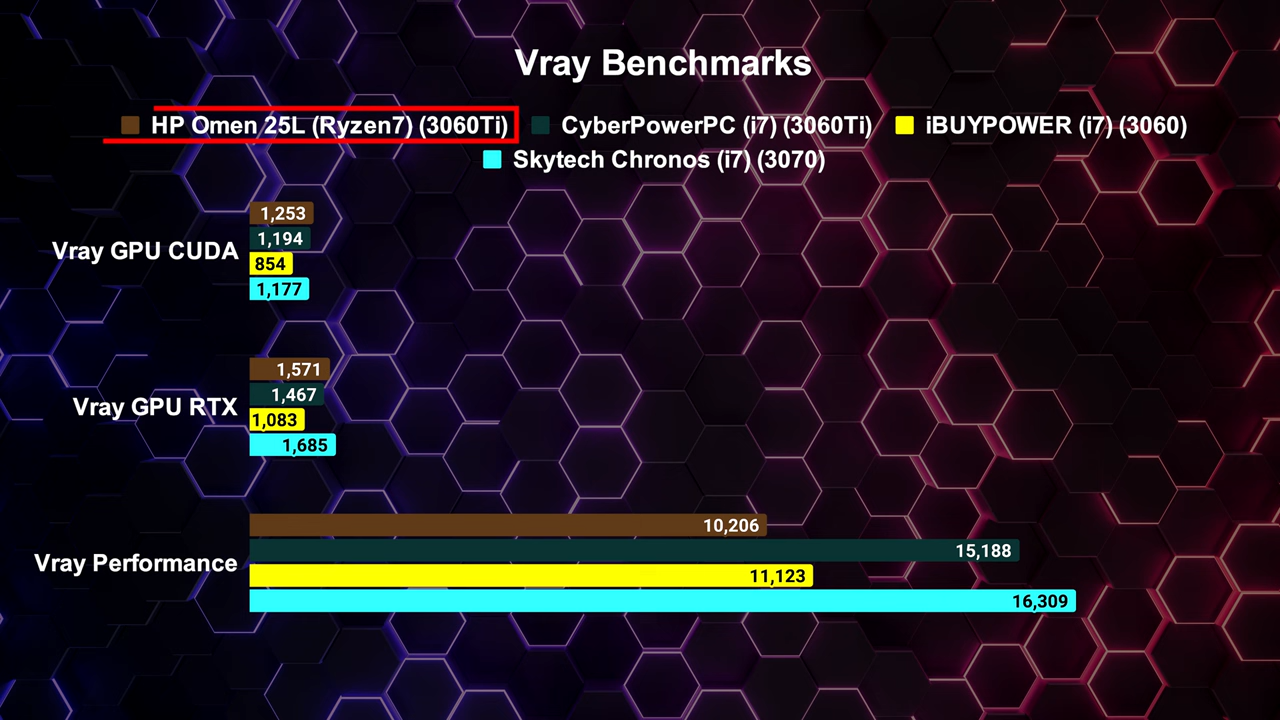 Vray Benchmarks
HP Omen 25L (Ryzen7) (3060Ti) CyberPowerPC (i7) (3060Ti) iBUYPOWER (i7) (3060)
Skytech Chronos (i7) (3070)
Vray GPU CUDA
1,253
1,194
854
1,177
Vray GPU RTX
1,571
1,467
1,083
1,685
Vray Performance
10,206
15,188
11,123
16,309